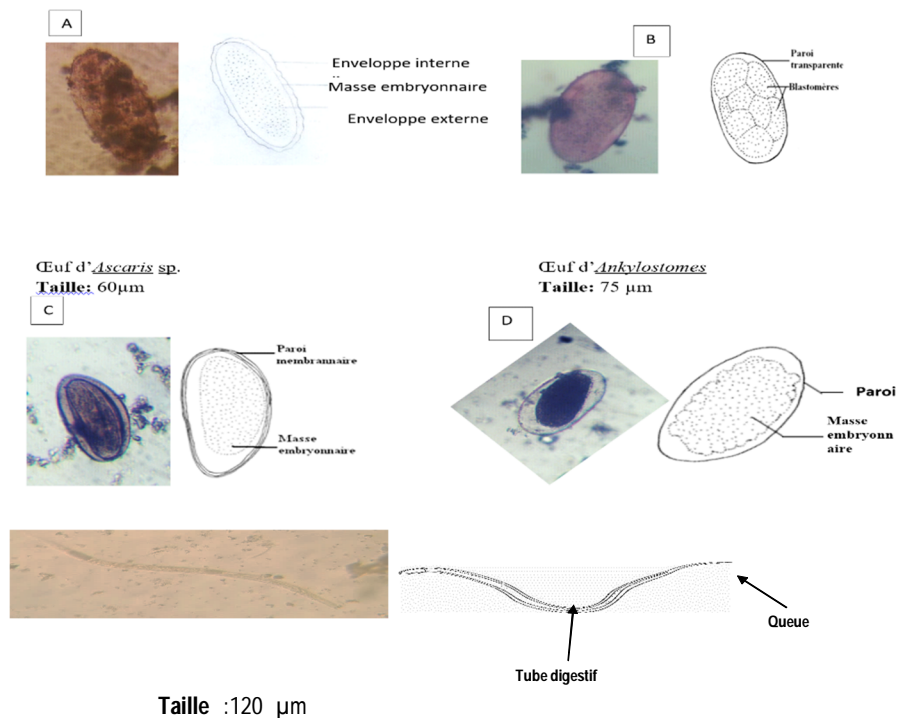 A
Enveloppe interne
Masse embryonnaire
Enveloppe externe
B
Paroi
transparente
Blastomères
Œuf d'Ascaris sp.
Taille: 60µm
Œuf d'Ankylostomes
Taille: 75 µm
C
Paroi
membrannaire
Masse
embryonnaire
D
Paroi
Masse
embryonn
aire
Queue
Tube digestif
Taille :120 µm